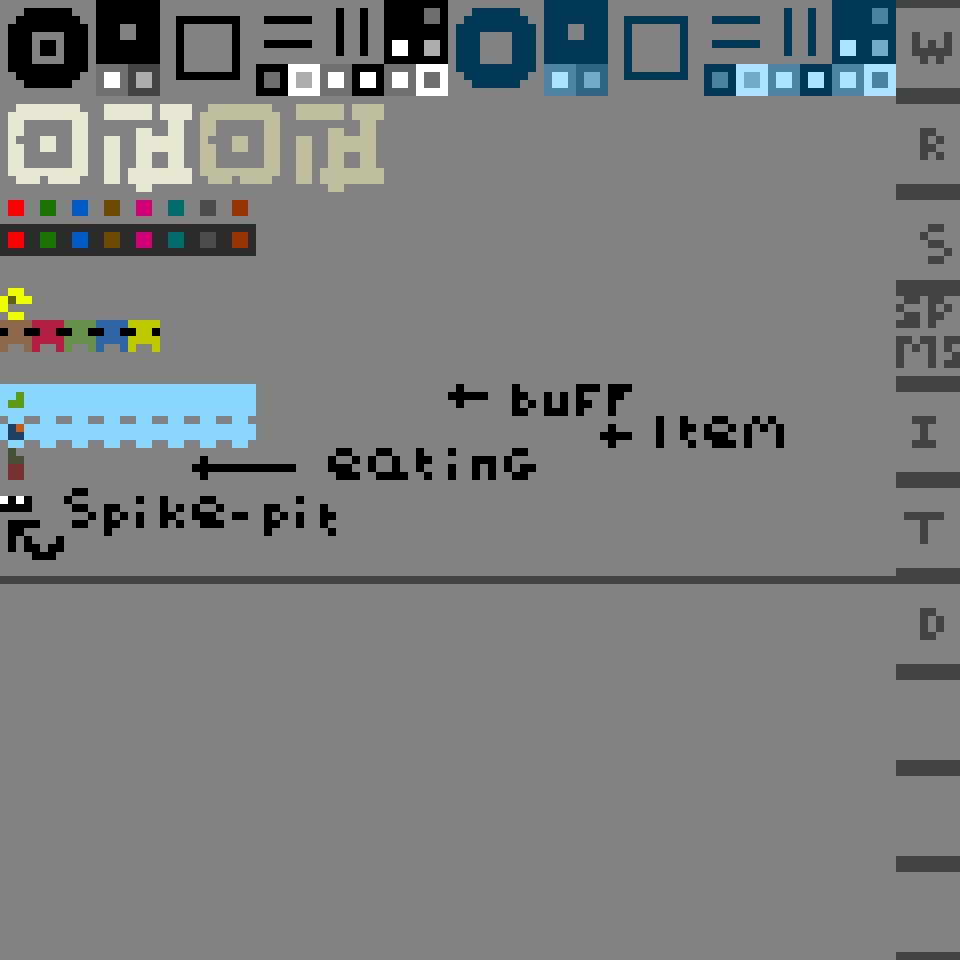 W
R
S
SP
MS
I
← buff
← Item
← eating
Spike-pit
T
D